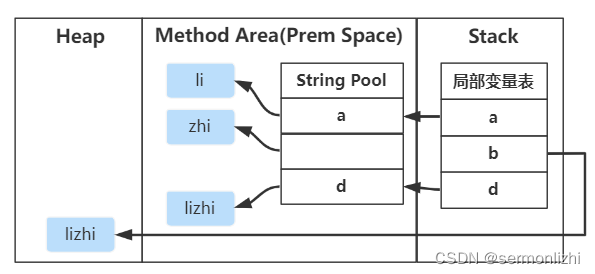 Heap
Method Area(Prem Space)
Stack
li
String Pool
局部变量表
a
a
zhi
b
d
d
lizhi
lizhi
CSDN @sermonlizhi